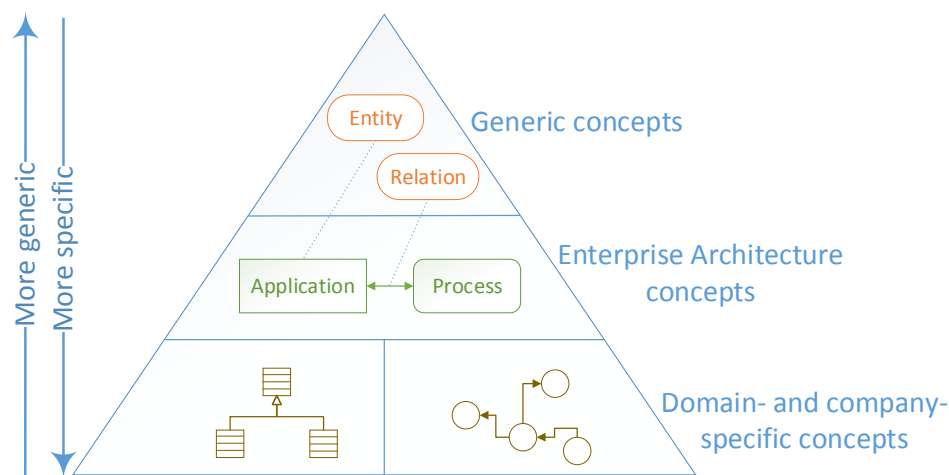 More generic
More specific
Entity
Generic concepts
Relation
Enterprise Architecture
concepts
Application
Process
Domain- and company-
specific concepts